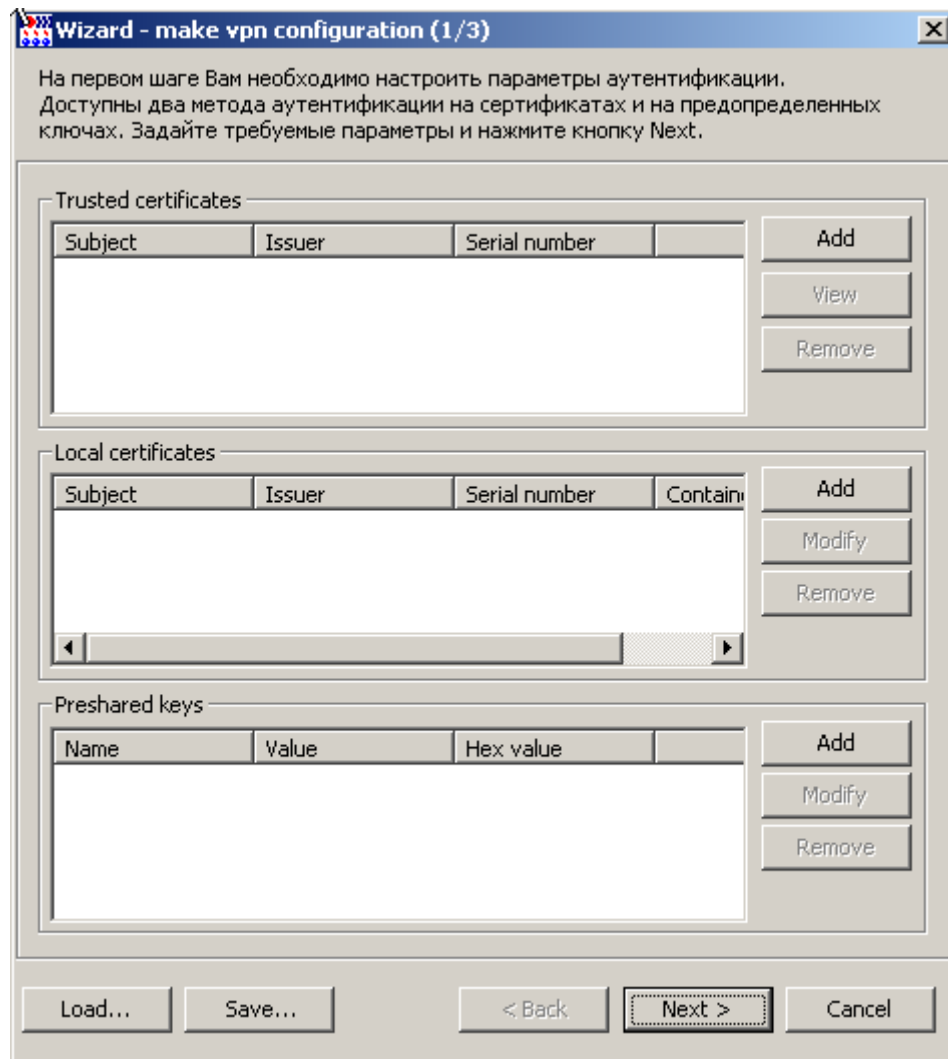 Wizard - make vpn configuration (1/3)
На первом шаге Вам необходимо настроить параметры аутентификации.
Доступны два метода аутентификации на сертификатах и на предопределенных
ключах. Задайте требуемые параметры и нажмите кнопку Next.
Trusted certificates
Subject Issuer Serial number
Add
View
Remove
Local certificates
Subject Issuer Serial number
Add
Modify
Remove
Preshared keys
Name Value Hex value
Add
Modify
Remove
Load... Save... < Back Next > Cancel